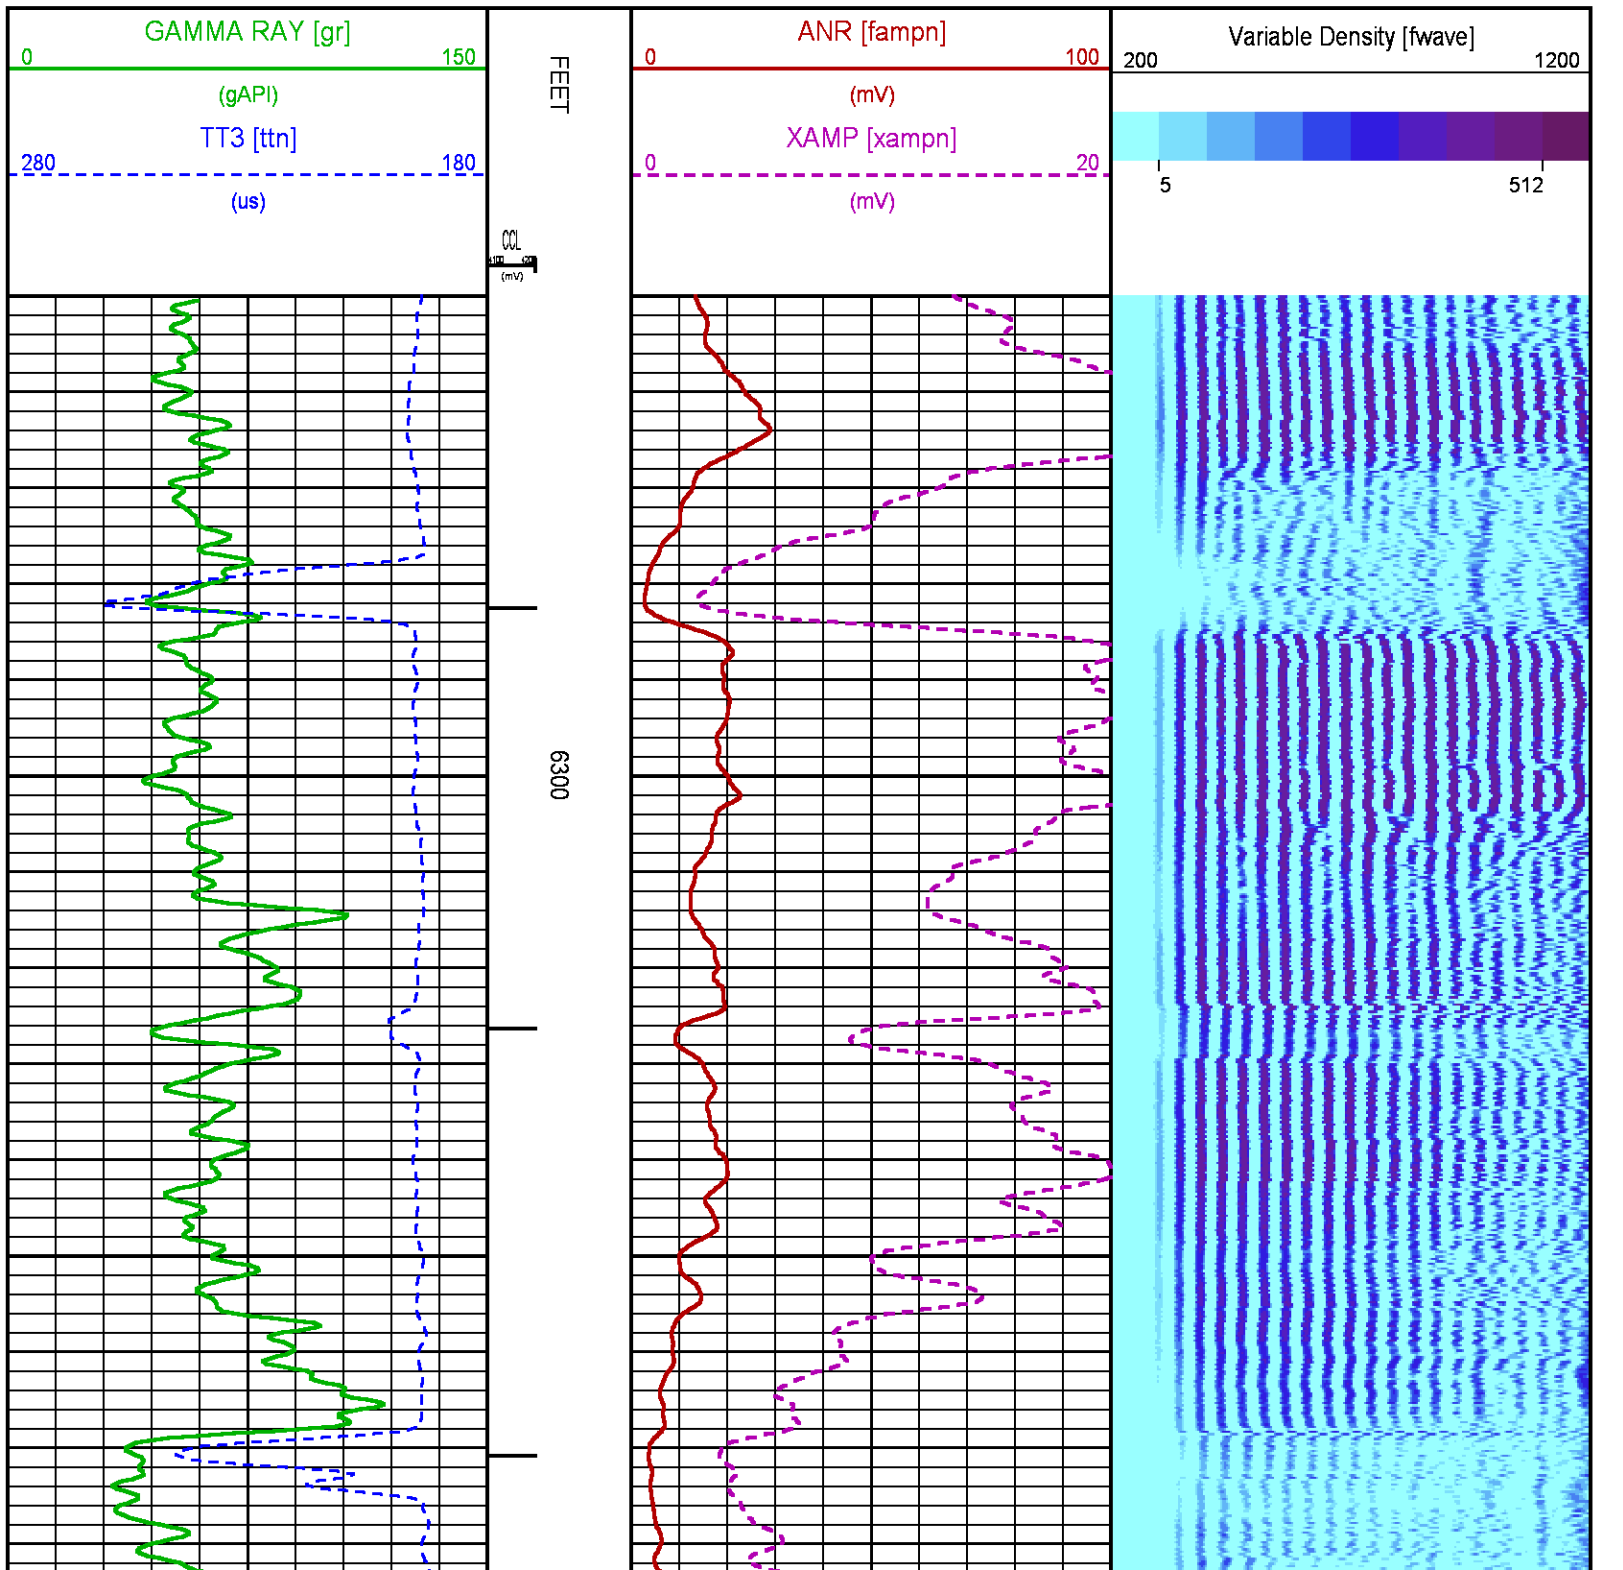 GAMMA RAY [gr]
0 150
(gAPI)
TT3 [ttn]
280 180
(us)
FEET
CCL
(mV)
ANR [fampn]
0 100
(mV)
XAMP [xampn]
0 20
(mV)
Variable Density [fwave]
200 1200
5 512
6300